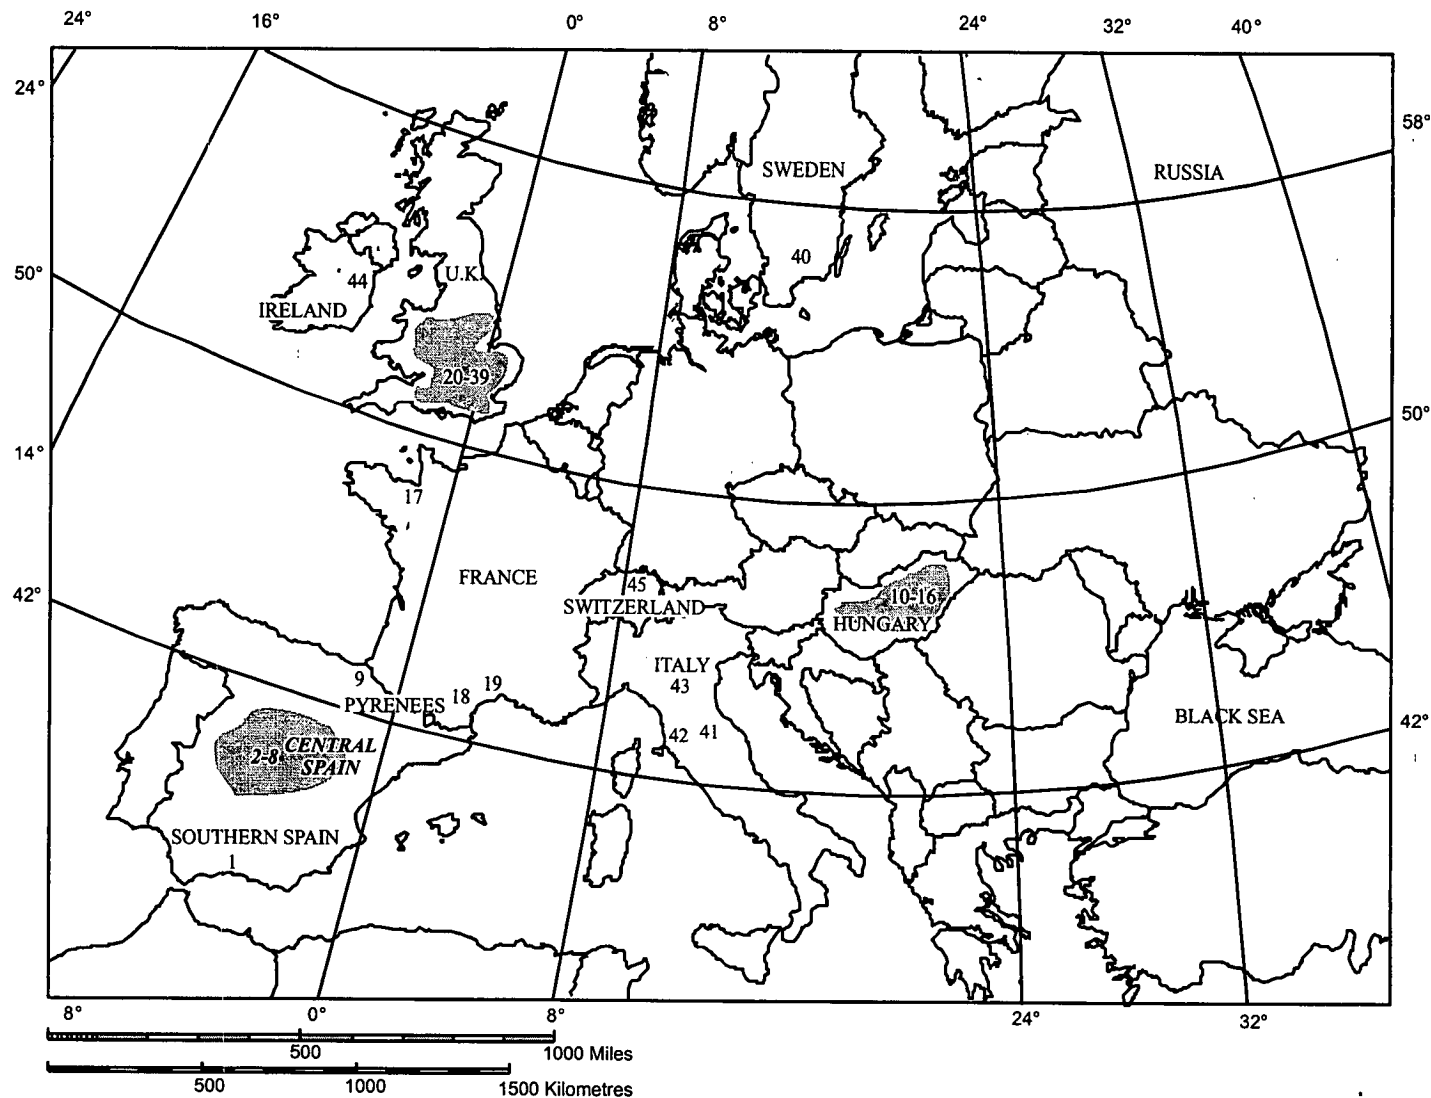 24° 16° 0° 8° 24° 32° 40°
24°
58°
SWEDEN
RUSSIA
40
50°
44
U.K.
IRELAND
20-39
50°
14°
17
FRANCE
45
SWITZERLAND
42°
10-16
HUNGARY
ITALY
43
9
PYRENEES
18
19
BLACK SEA
42°
42
41
2-8
CENTRAL
SPAIN
SOUTHERN SPAIN
1
8° 0° 8° 24° 32°
500 1000 Miles
500 1000 1500 Kilometres